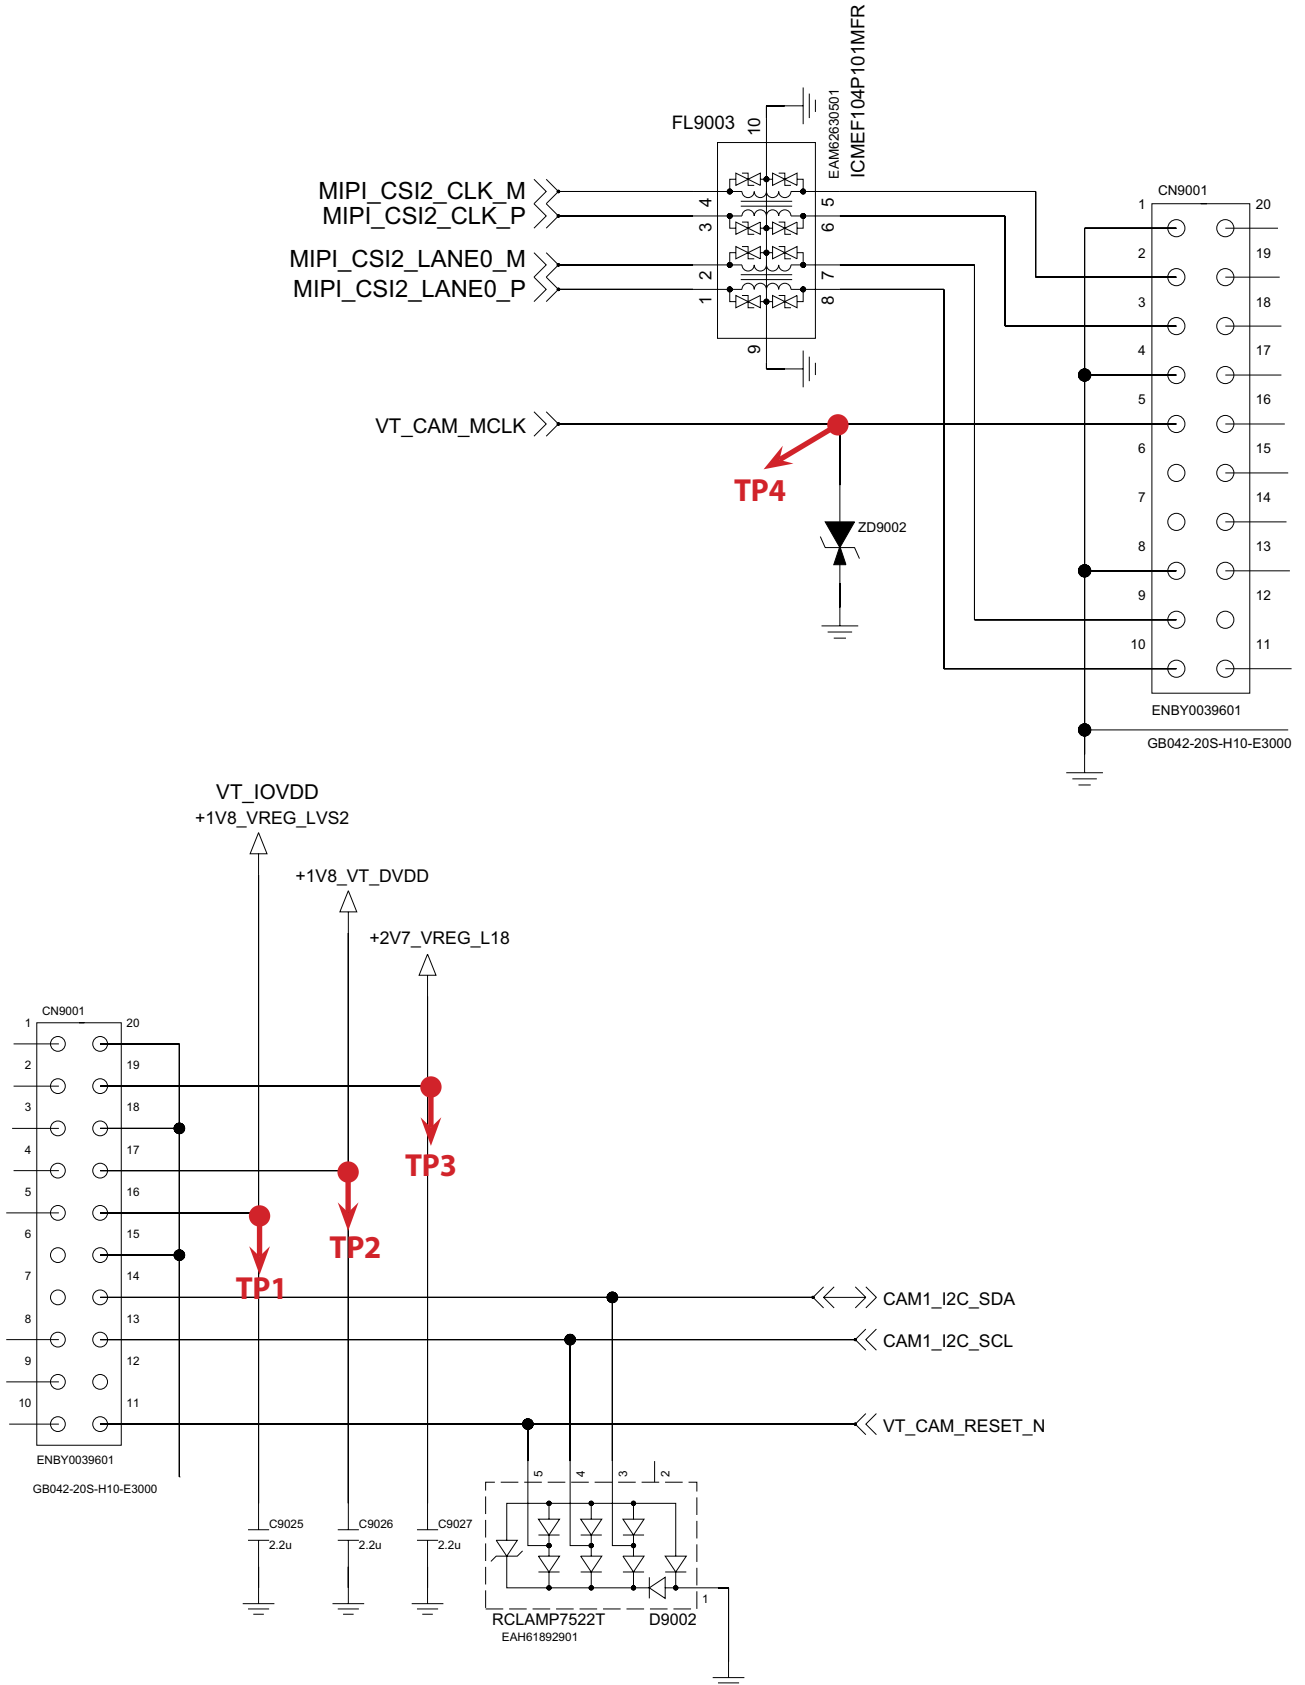 FL9003
10
EAM62630501
ICMEF104P101MFR
MIPI_CSI2_CLK_M
4
5
MIPI_CSI2_CLK_P
3
6
MIPI_CSI2_LANE0_M
2
7
MIPI_CSI2_LANE0_P
1
8
9
CN9001
1
20
2
19
3
18
4
17
5
16
6
15
7
14
8
13
9
12
10
11
ENBY0039601
GB042-20S-H10-E3000
VT_CAM_MCLK
TP4
ZD9002
VT_IOVDD
+1V8_VREG_LVS2
+1V8_VT_DVDD
+2V7_VREG_L18
CN9001
1
20
2
19
3
18
4
17
5
16
6
15
7
14
8
13
9
12
10
11
ENBY0039601
GB042-20S-H10-E3000
TP3
TP2
TP1
CAM1_I2C_SDA
CAM1_I2C_SCL
VT_CAM_RESET_N
5
4
3
2
C9025
2.2u
C9026
2.2u
C9027
2.2u
1
RCLAMP7522T
D9002
EAH61892901